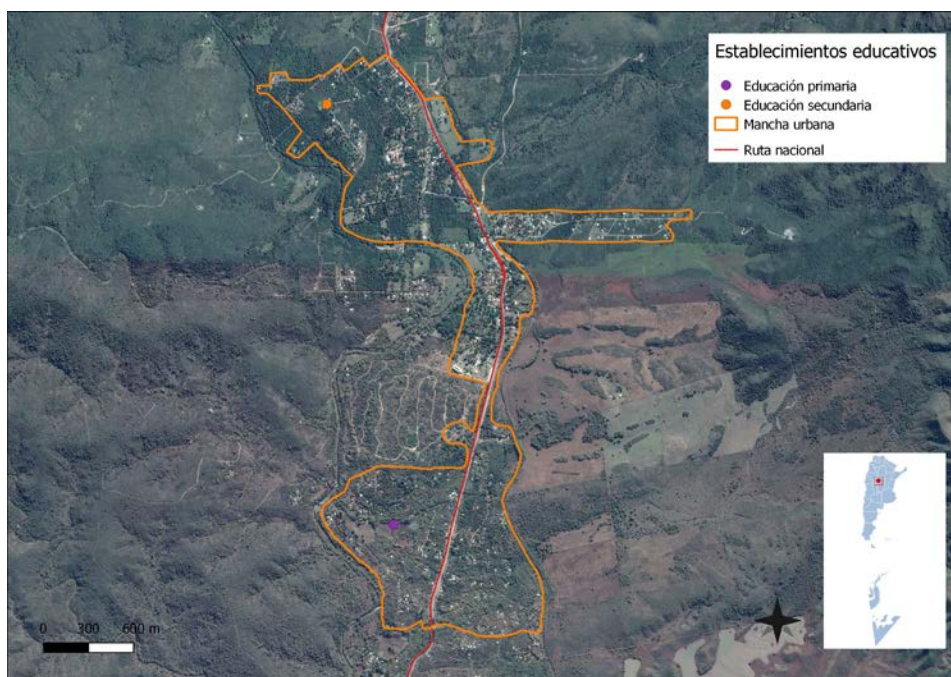 Establecimientos educativos
Educación primaria
Educación secundaria
Mancha urbana
Ruta nacional
0 300 600 m